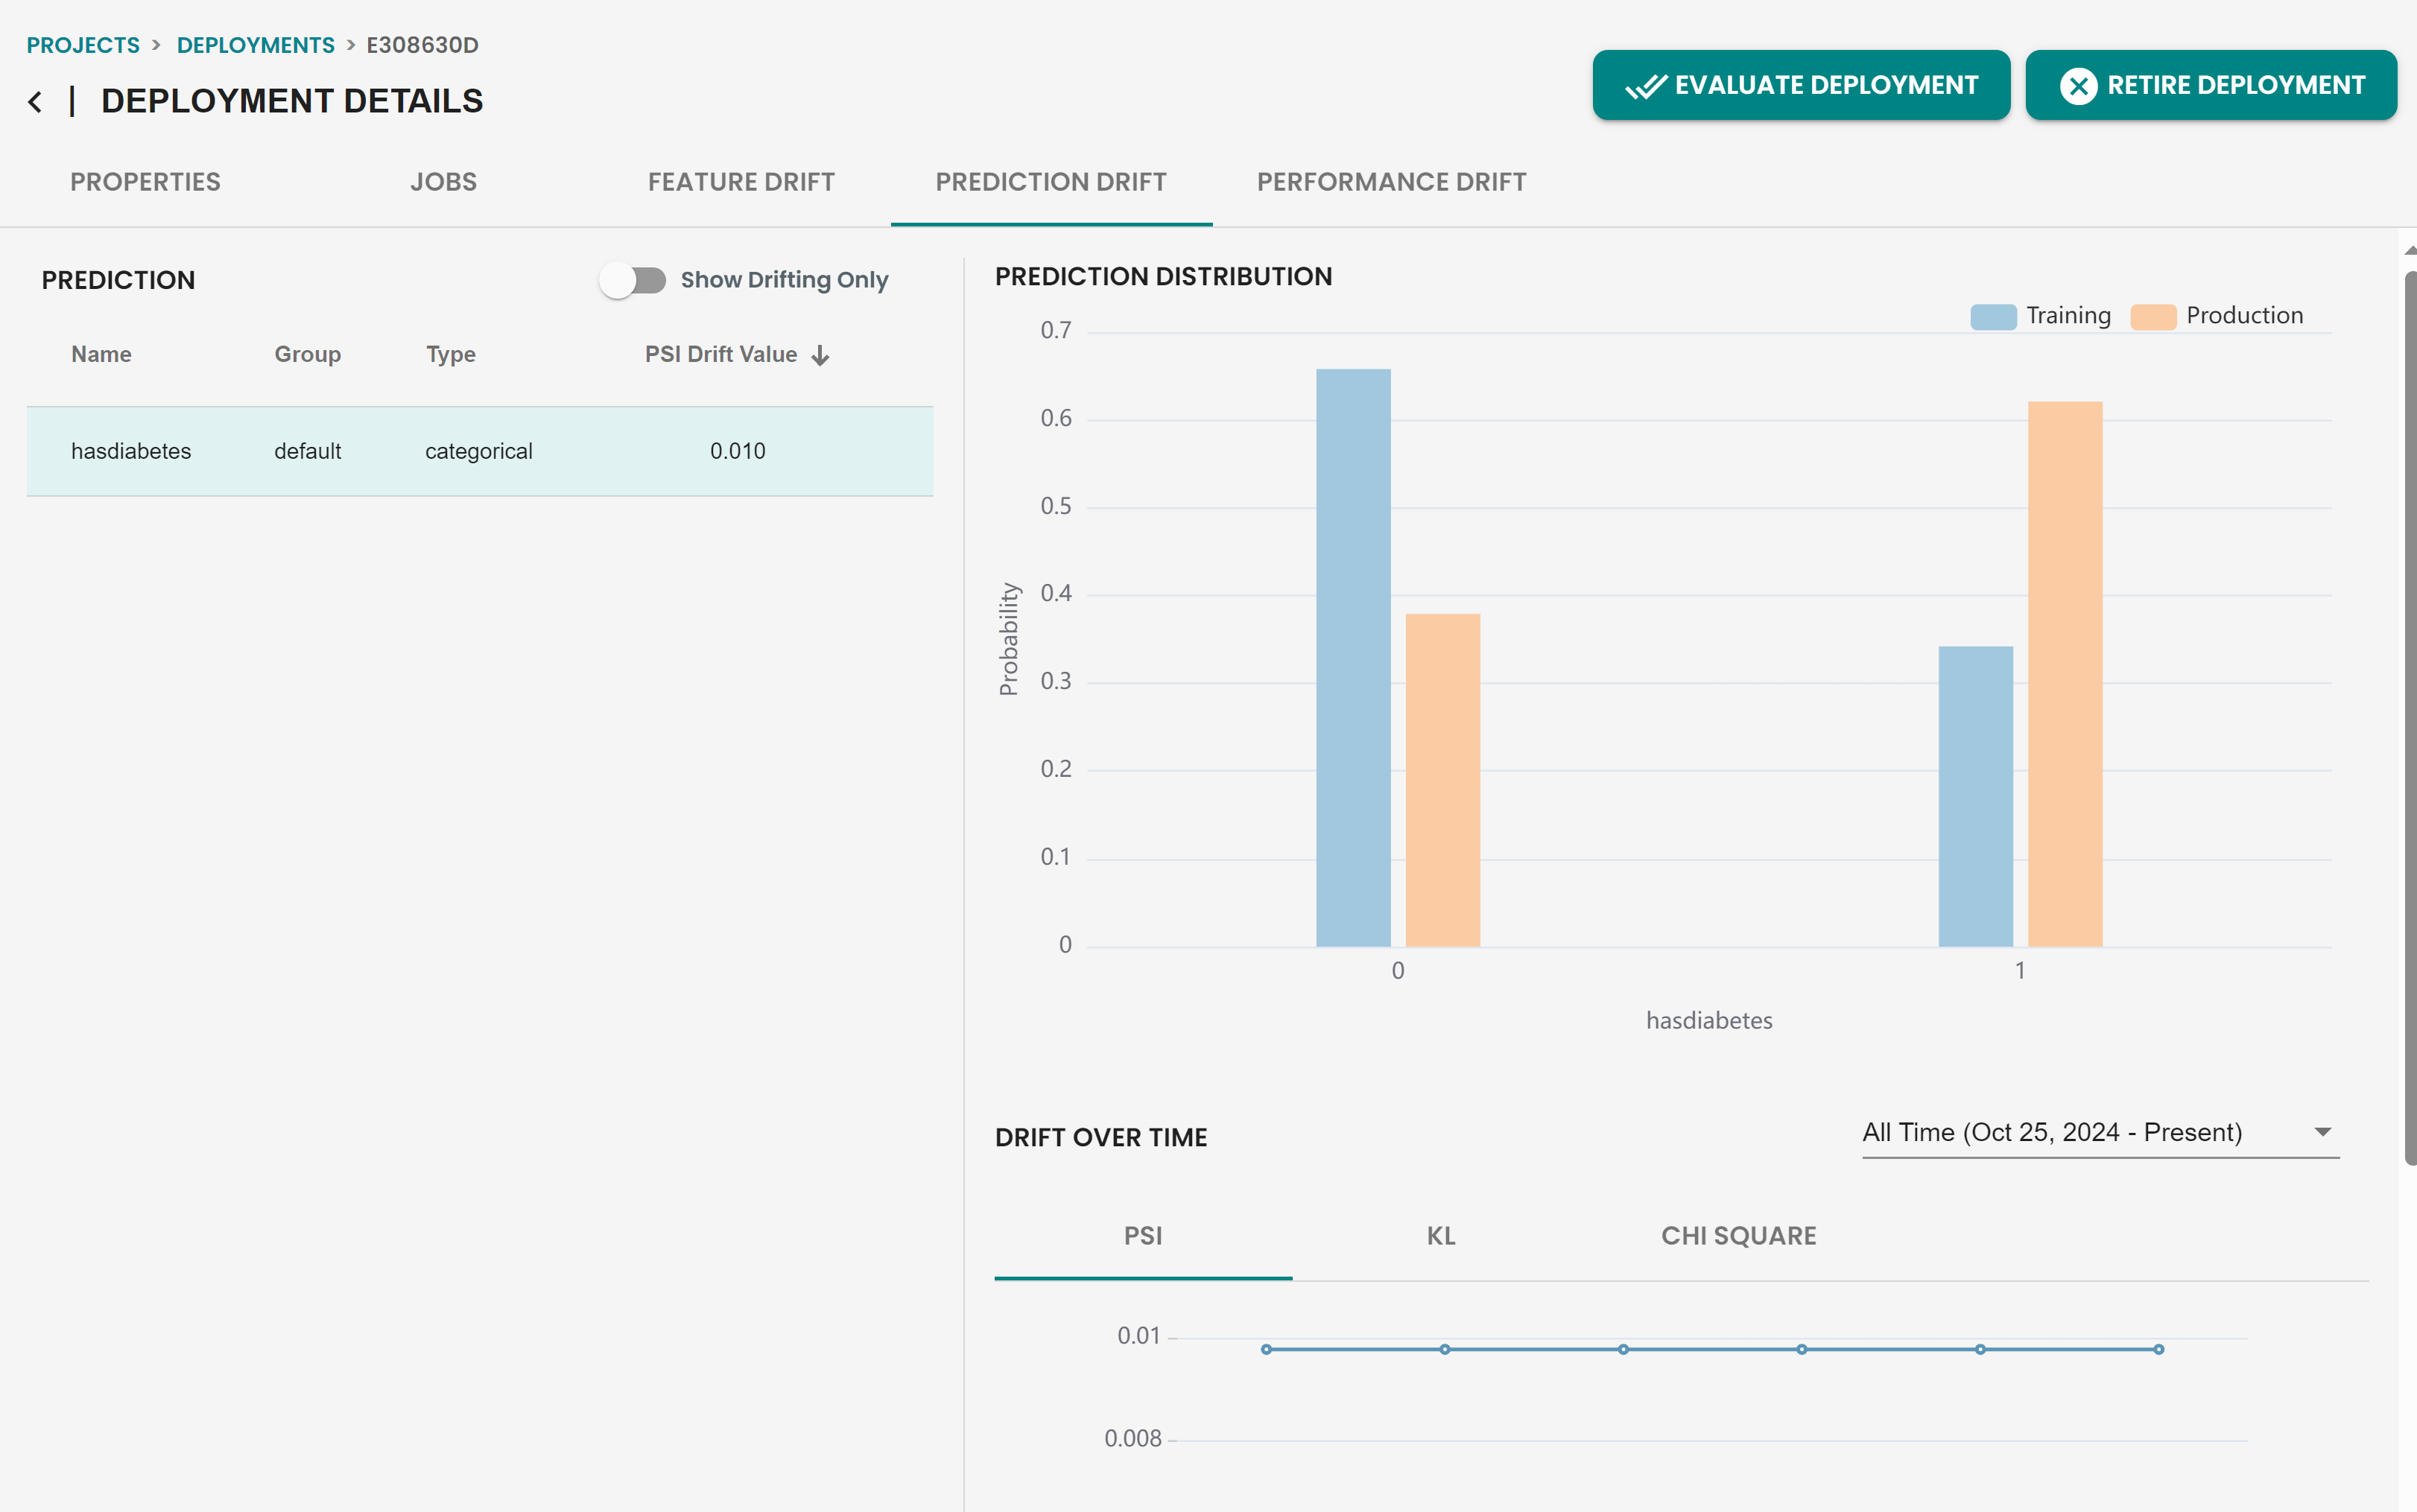 PROJECTS > DEPLOYMENTS > E308630D
DEPLOYMENT DETAILS
EVALUATE DEPLOYMENT
RETIRE DEPLOYMENT
PROPERTIES JOBS FEATURE DRIFT PREDICTION DRIFT PERFORMANCE DRIFT
PREDICTION
Show Drifting Only
Name Group Type PSI Drift Value
hasdiabetes default categorical 0.010
PREDICTION DISTRIBUTION
Training Production
0.7
0.6
0.5
0.4
0.3
0.2
0.1
0
Probability
0 1
hasdiabetes
DRIFT OVER TIME
All Time (Oct 25, 2024 - Present)
PSI KL CHI SQUARE
0.01
0.008